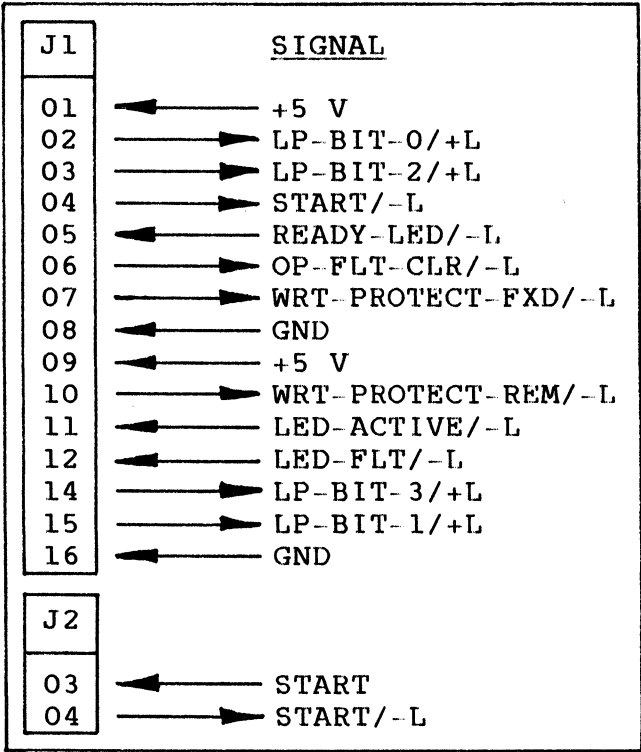 J1 SIGNAL
01 +5 V
02 LP-BIT-0/+L
03 LP-BIT-2/+L
04 START/-L
05 READY-LED/-L
06 OP-FLT-CLR/-L
07 WRT-PROTECT-FXD/-L
08 GND
09 +5 V
10 WRT-PROTECT-REM/-L
11 LED-ACTIVE/-L
12 LED-FLT/-L
14 LP-BIT-3/+L
15 LP-BIT-1/+L
16 GND
J2
03 START
04 START/-L